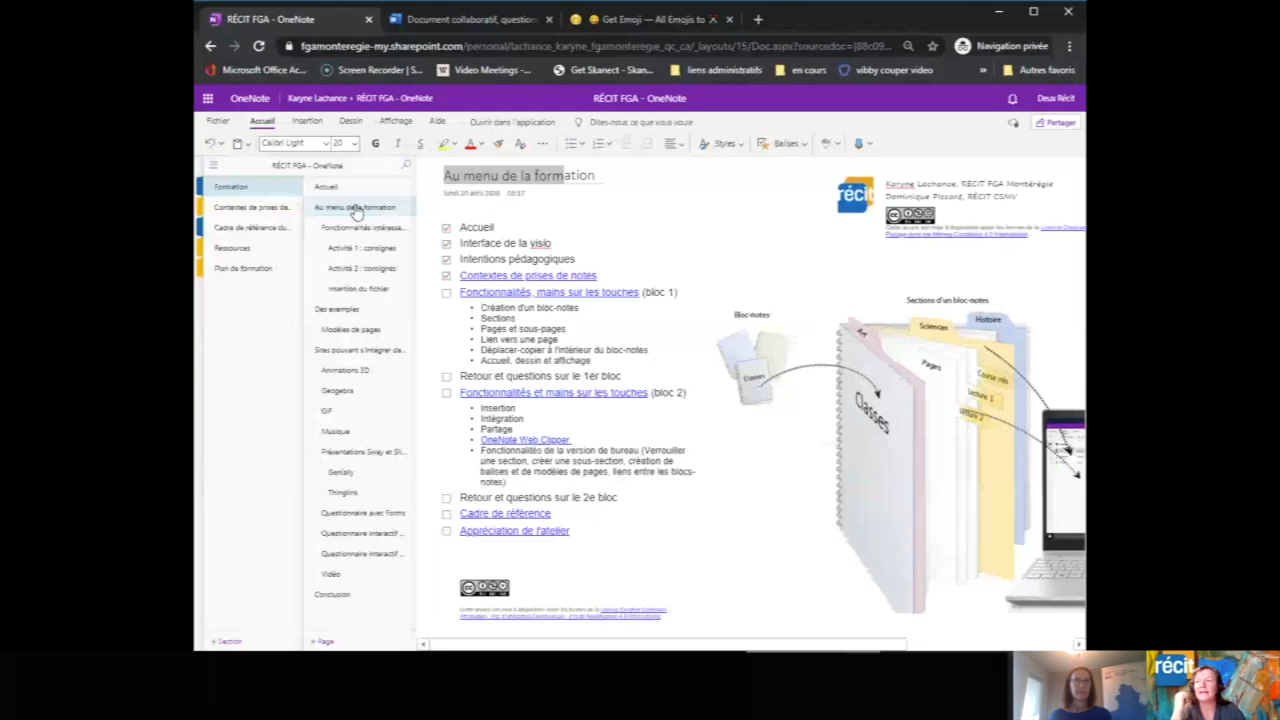 RÉCIT FGA - OneNote
Document collaboratif, question
Get Emoji — All Emojis to
fgamonteregie-my.sharepoint.com/personal/lachance_karyne_fgamonteregie_qc_ca/_layouts/15/Doc.aspx?sourcedoc={88c09...
Navigation privée
Microsoft Office Ac...
Screen Recorder | S...
Video Meetings -...
Get Skanect - Skan...
liens administratifs
en cours
vibby couper video
»
Autres favoris
OneNote
Karyne Lachance > RÉCIT FGA - OneNote
RÉCIT FGA - OneNote
Deux Récit
Fichier
Accueil
Insertion
Dessin
Affichage
Aide
Ouvrir dans l'application
Dites-nous ce que vous voulez
Partager
Calibri Light
20
G
I
S
Styles
Balises
RÉCIT FGA - OneNote
Formation
Contextes de prises de...
Cadre de référence du...
Ressources
Plan de formation
Accueil
Au menu de la formation
Fonctionnalités intéressa...
Activité 1 : consignes
Activité 2 : consignes
Insertion du fichier
Des exemples
Modèles de pages
Sites pouvant s'intégrer da...
Animations 3D
Geogebra
GIF
Musique
Présentations Sway et Sli...
Genially
Thinglink
Questionnaire avec Forms
Questionnaire interactif ...
Questionnaire interactif ...
Vidéo
Conclusion
+ Section
+ Page
Au menu de la formation
lundi 20 avril 2020 09:17
récit
Karyne Lachance, RÉCIT FGA Montérégie
Dominique Pissard, RÉCIT CSMV
Accueil
Interface de la visio
Intentions pédagogiques
Contextes de prises de notes
Fonctionnalités, mains sur les touches (bloc 1)
• Création d'un bloc-notes
• Sections
• Pages et sous-pages
• Lien vers une page
• Déplacer-copier à l'intérieur du bloc-notes
• Accueil, dessin et affichage
Retour et questions sur le 1er bloc
Fonctionnalités et mains sur les touches (bloc 2)
• Insertion
• Intégration
• Partage
• OneNote Web Clipper
• Fonctionnalités de la version de bureau (Verrouiller
une section, créer une sous-section, création de
balises et de modèles de pages, liens entre les blocs-
notes)
Retour et questions sur le 2e bloc
Cadre de référence
Appréciation de l'atelier
Bloc-notes
Classes
Sections d'un bloc-notes
Art
Sciences
Histoire
Pages
Course info
Lecture 1
Lecture 2
Classes
récit